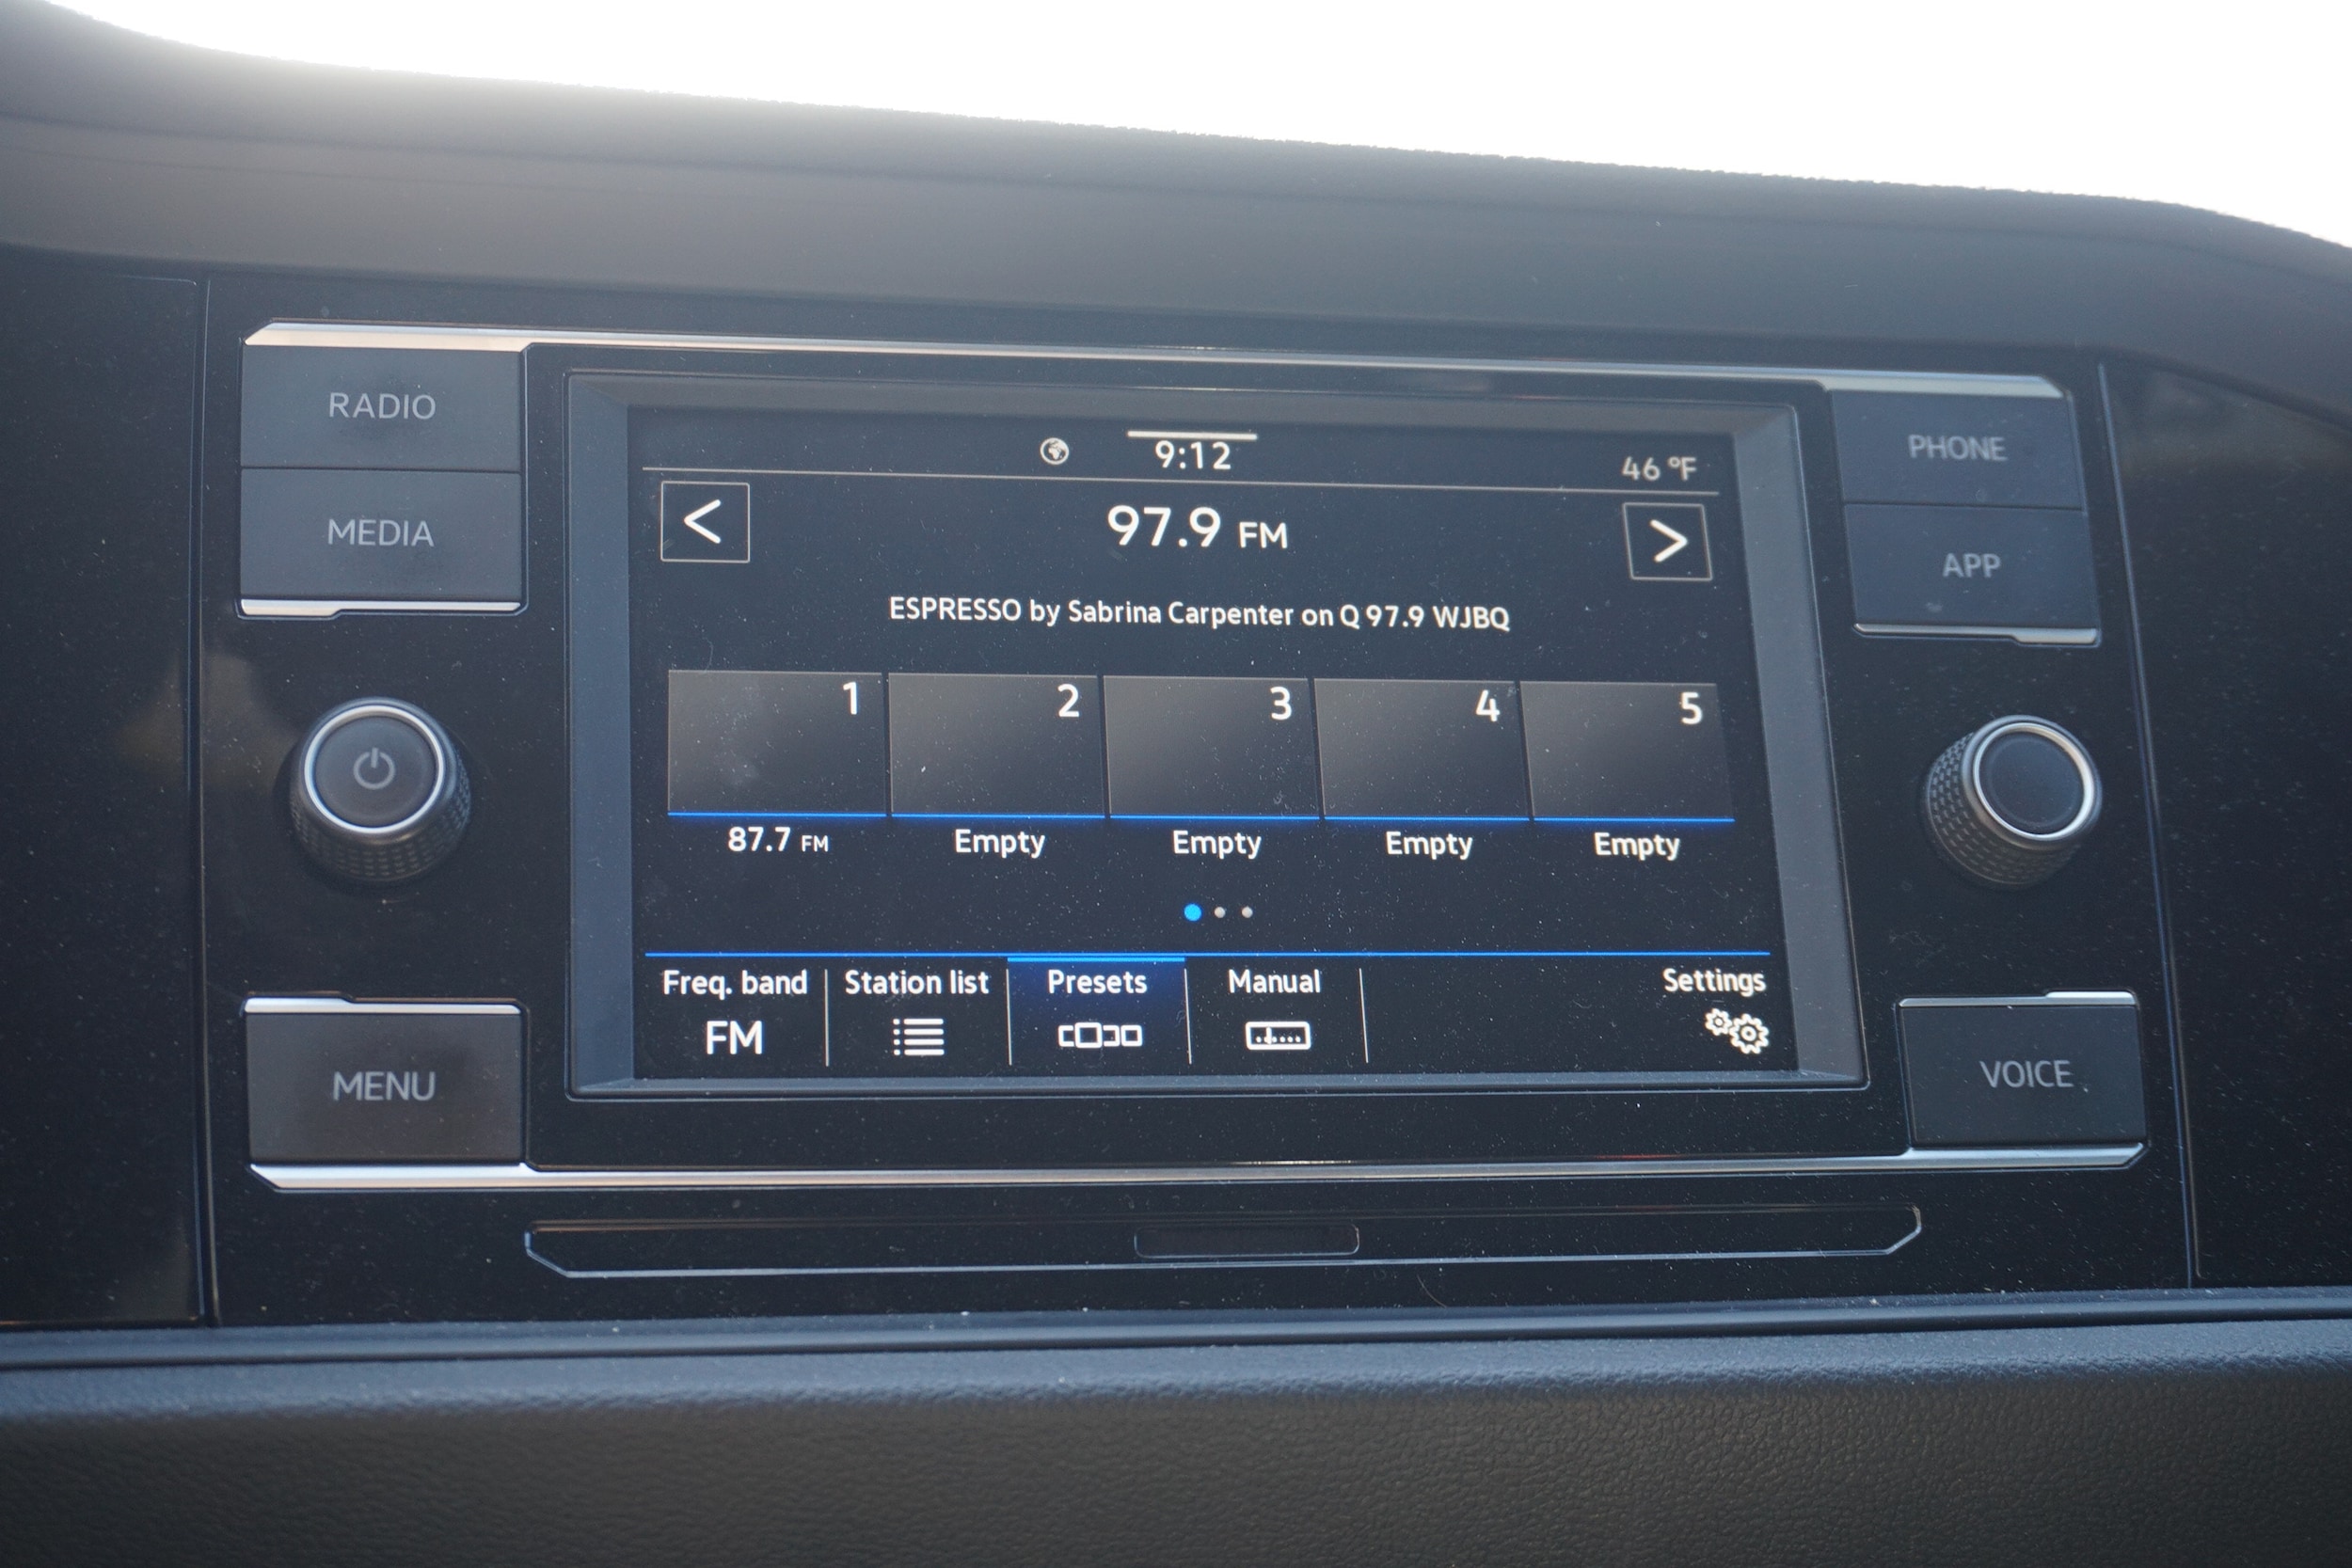 RADIO
MEDIA
MENU
9:12
46 °F
<
97.9 FM
>
ESPRESSO by Sabrina Carpenter on Q 97.9 WJBQ
1 2 3 4 5
87.7 FM Empty Empty Empty Empty
Freq. band Station list Presets Manual Settings
FM
PHONE
APP
VOICE